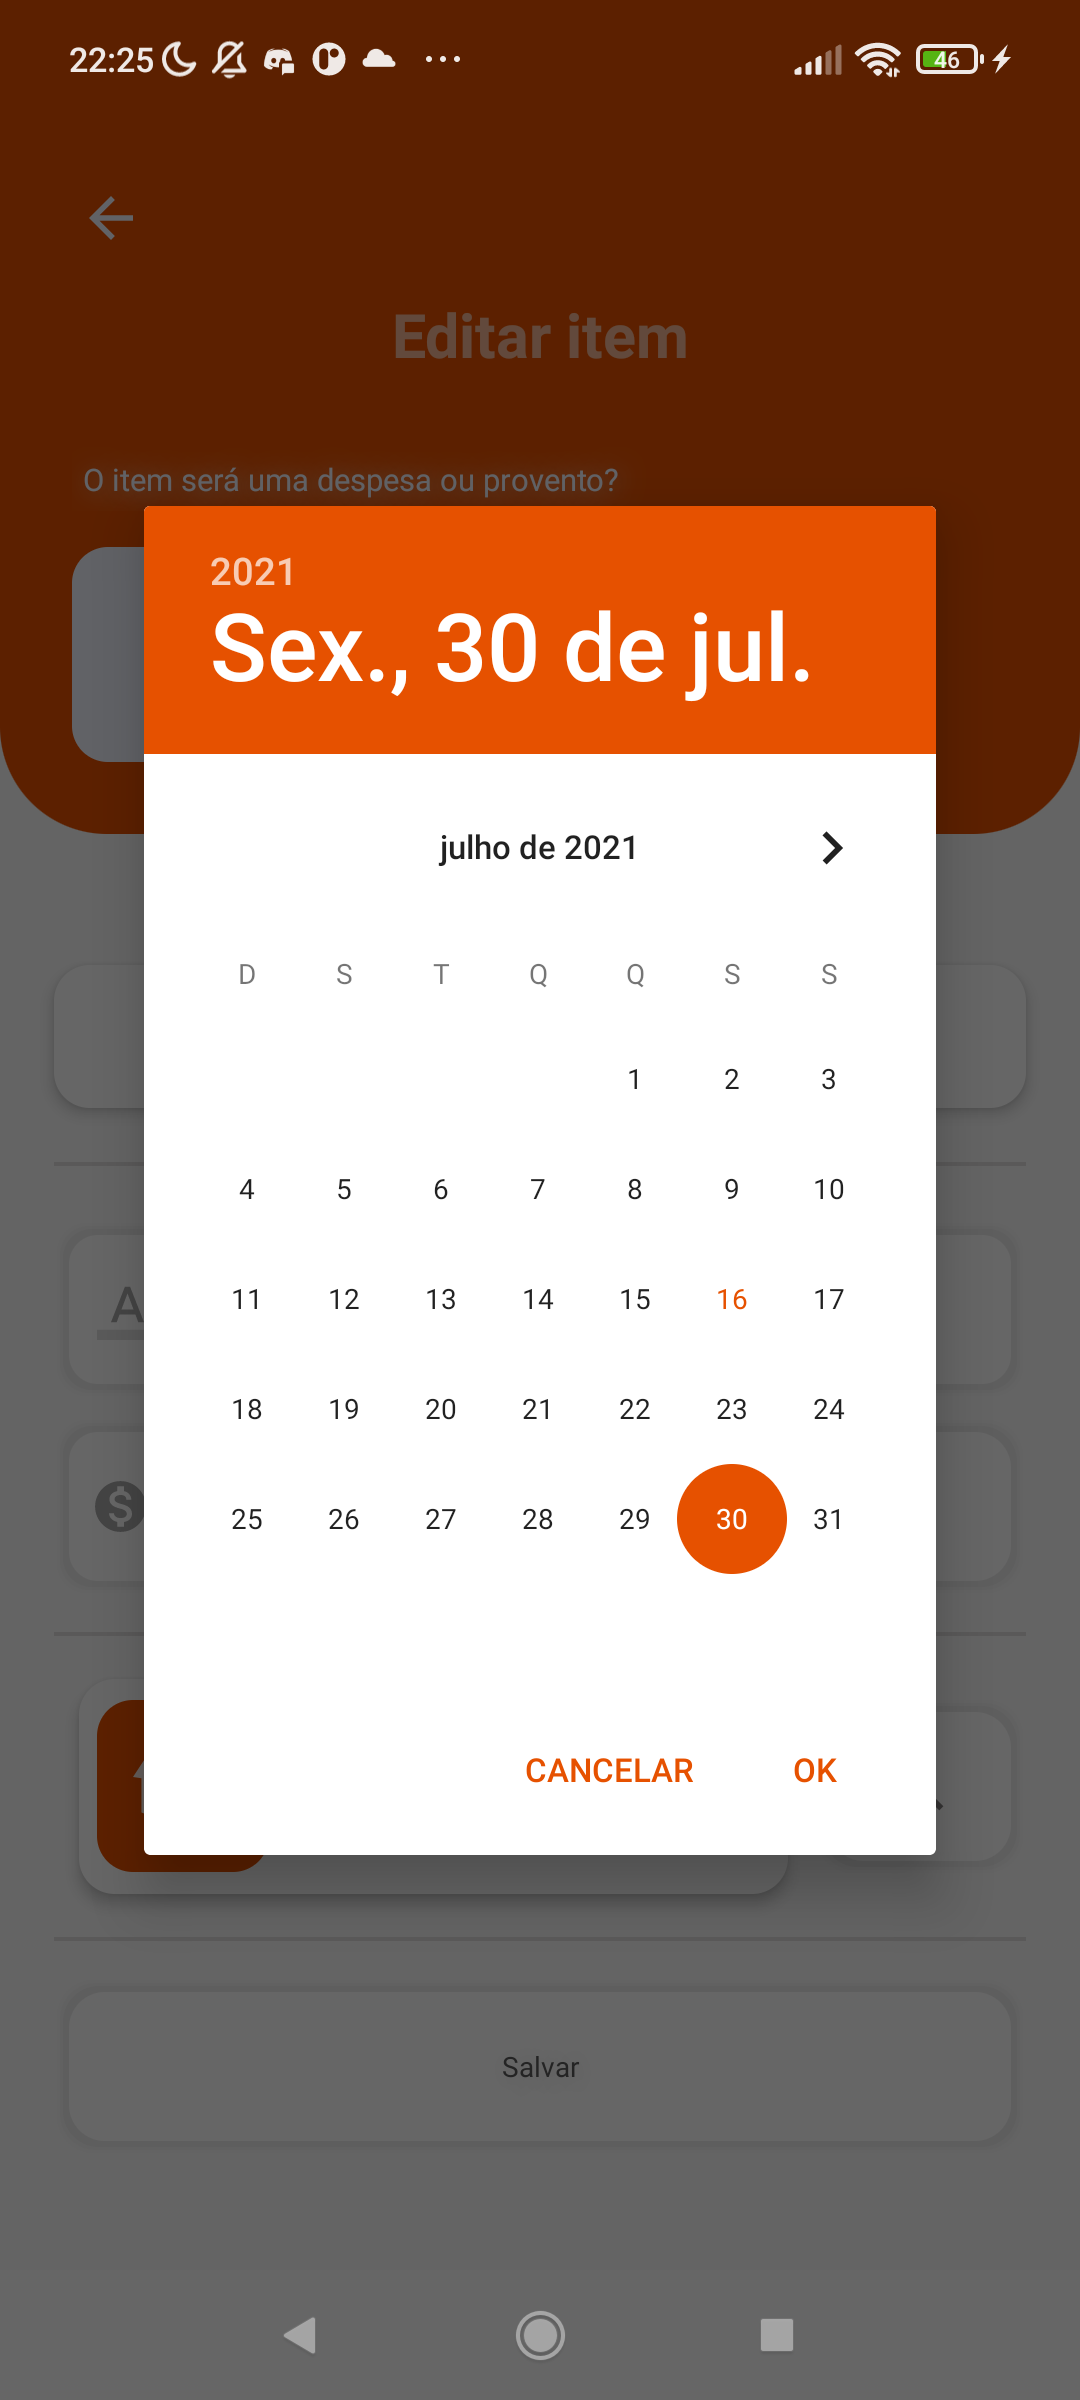 22:25
46
Editar item
O item será uma despesa ou provento?
2021
Sex., 30 de jul.
julho de 2021
D S T Q Q S S
1 2 3
4 5 6 7 8 9 10
11 12 13 14 15 16 17
18 19 20 21 22 23 24
25 26 27 28 29 30 31
CANCELAR OK
Salvar